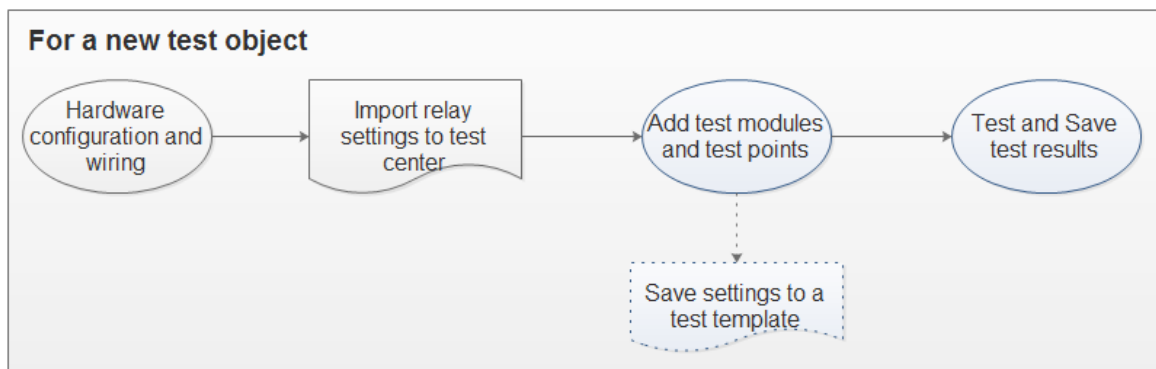 For a new test object
Hardware
configuration and
wiring
Import relay
settings to test
center
Add test modules
and test points
Test and Save
test results
Save settings to a
test template